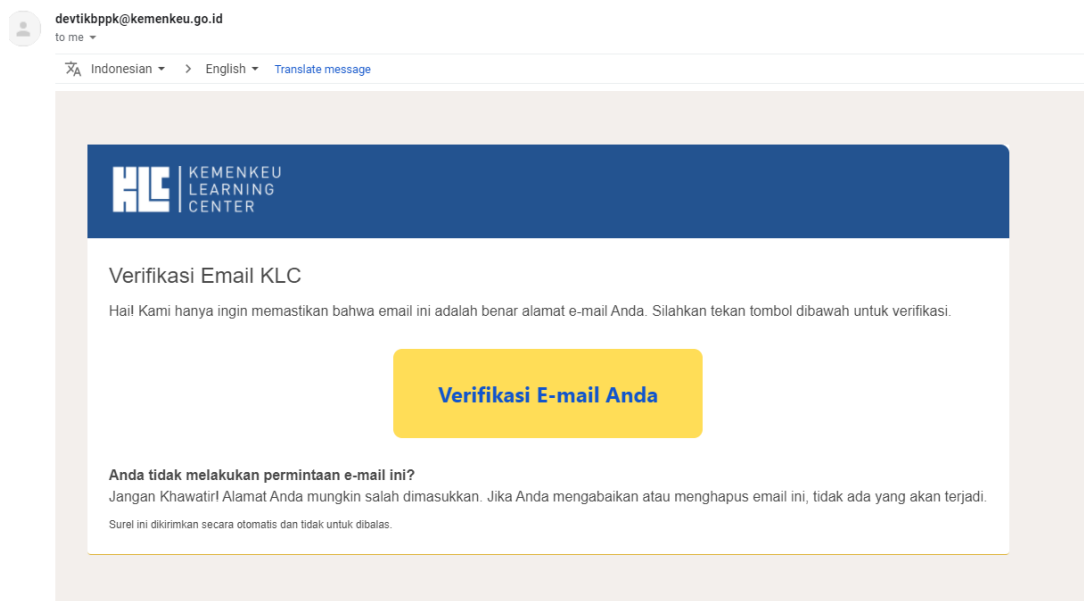 devtikbppk@kemenkeu.go.id
to me
Indonesian > English Translate message
KLC KEMENKEU
LEARNING
CENTER
Verifikasi Email KLC
Hai! Kami hanya ingin memastikan bahwa email ini adalah benar alamat e-mail Anda. Silahkan tekan tombol dibawah untuk verifikasi.
Verifikasi E-mail Anda
Anda tidak melakukan permintaan e-mail ini?
Jangan Khawatir! Alamat Anda mungkin salah dimasukkan. Jika Anda mengabaikan atau menghapus email ini, tidak ada yang akan terjadi.
Surel ini dikirimkan secara otomatis dan tidak untuk dibalas.